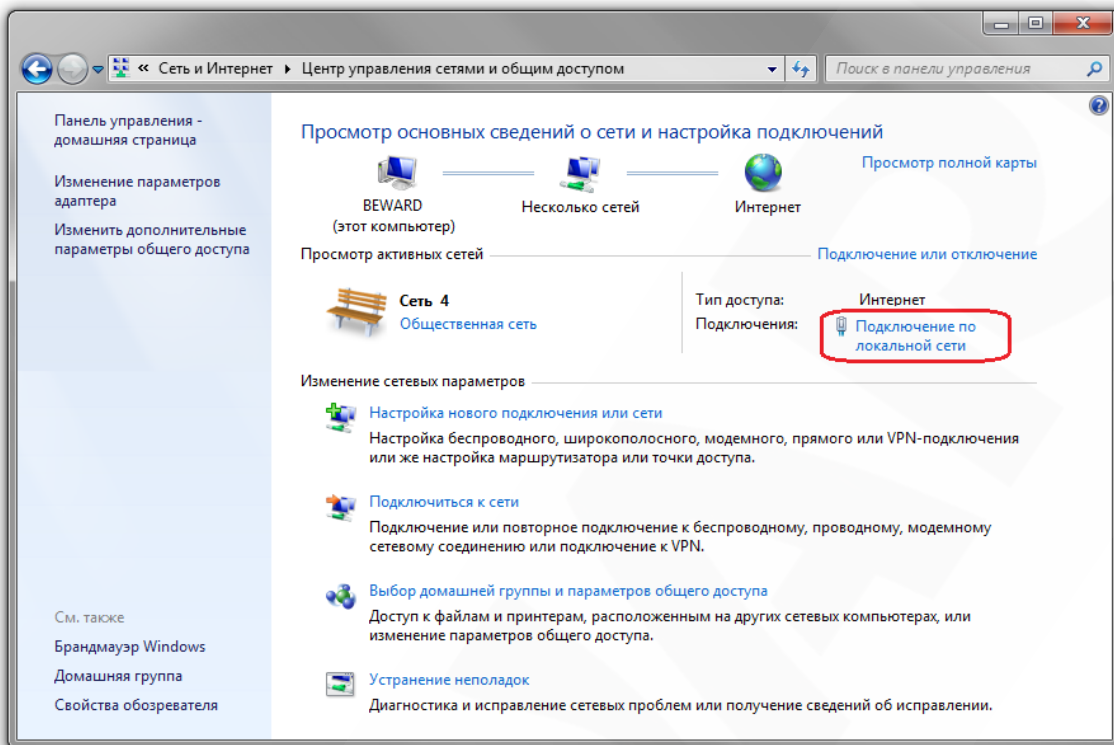 « Сеть и Интернет ▸ Центр управления сетями и общим доступом
Поиск в панели управления
Панель управления -
домашняя страница
Изменение параметров
адаптера
Изменить дополнительные
параметры общего доступа
См. также
Брандмауэр Windows
Домашняя группа
Свойства обозревателя
Просмотр основных сведений о сети и настройка подключений
Просмотр полной карты
BEWARD
(этот компьютер)
Несколько сетей
Интернет
Просмотр активных сетей
Подключение или отключение
Сеть 4
Общественная сеть
Тип доступа: Интернет
Подключения: Подключение по
локальной сети
Изменение сетевых параметров
Настройка нового подключения или сети
Настройка беспроводного, широкополосного, модемного, прямого или VPN-подключения
или же настройка маршрутизатора или точки доступа.
Подключиться к сети
Подключение или повторное подключение к беспроводному, проводному, модемному
сетевому соединению или подключение к VPN.
Выбор домашней группы и параметров общего доступа
Доступ к файлам и принтерам, расположенным на других сетевых компьютерах, или
изменение параметров общего доступа.
Устранение неполадок
Диагностика и исправление сетевых проблем или получение сведений об исправлении.